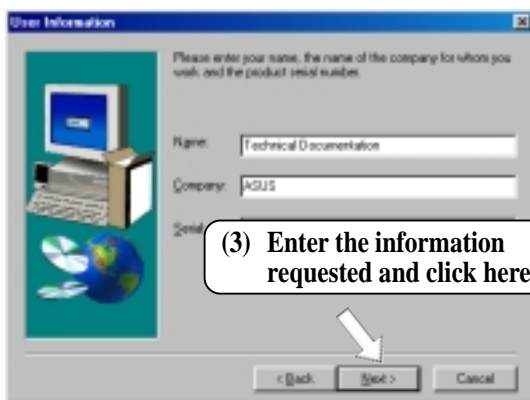 User Information
Please enter your name, the name of the company for whom you
work and the product serial number.
Name: Technical Documentation
Company: ASUS
Serial
(3) Enter the information
requested and click here
< Back Next > Cancel